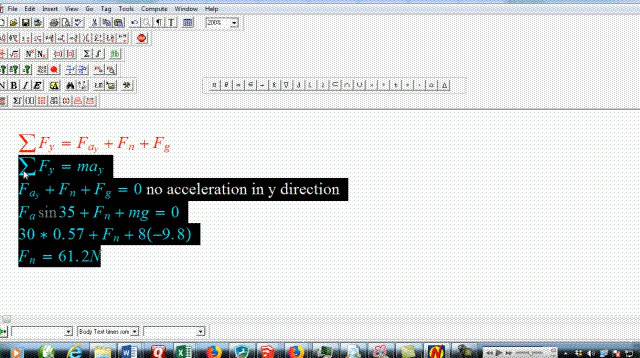 File Edit Insert View Go Tag Tools Compute Window Help
200%
∑ F_y = F_{a_y} + F_n + F_g
∑ F_y = ma_y
F_{a_y} + F_n + F_g = 0 no acceleration in y direction
F_a sin 35 + F_n + mg = 0
30 * 0.57 + F_n + 8(−9.8)
F_n = 61.2N
Body Text times rom